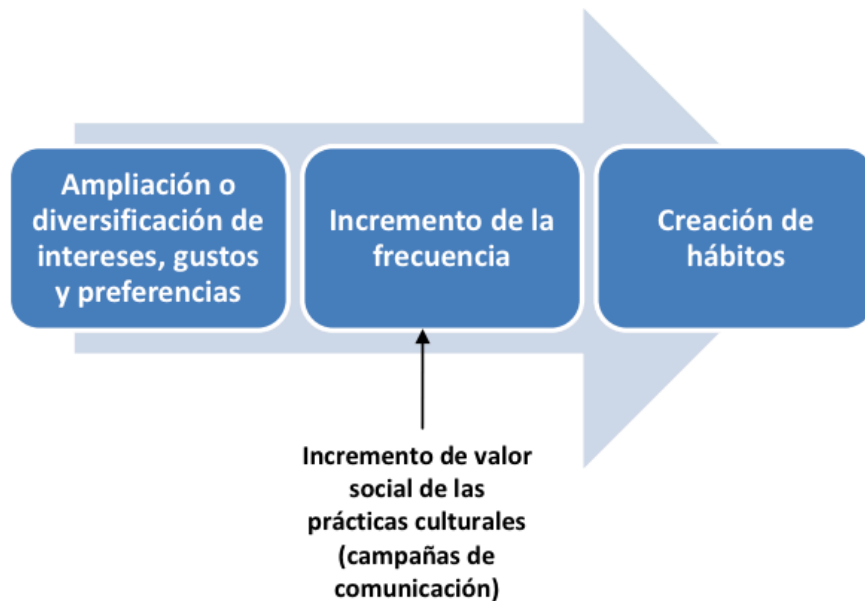 Ampliación o
diversificación de
intereses, gustos
y preferencias
Incremento de la
frecuencia
Creación de
hábitos
Incremento de valor
social de las
prácticas culturales
(campañas de
comunicación)